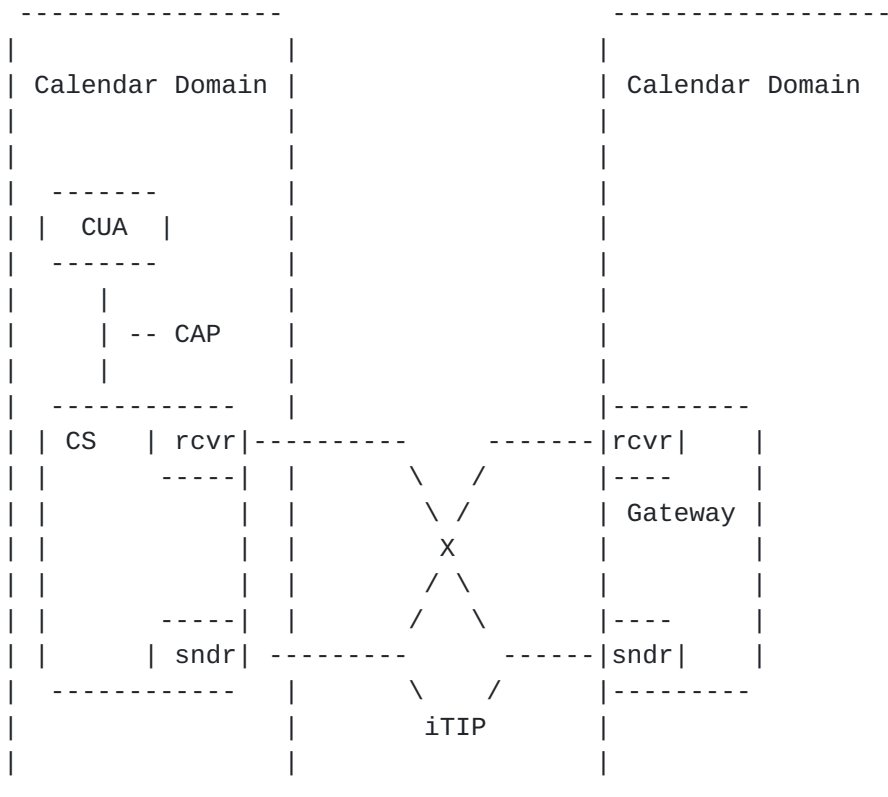 Calendar Domain Calendar Domain
CUA
-- CAP
CS rcvr rcvr
Gateway
X
sndr sndr
iTIP